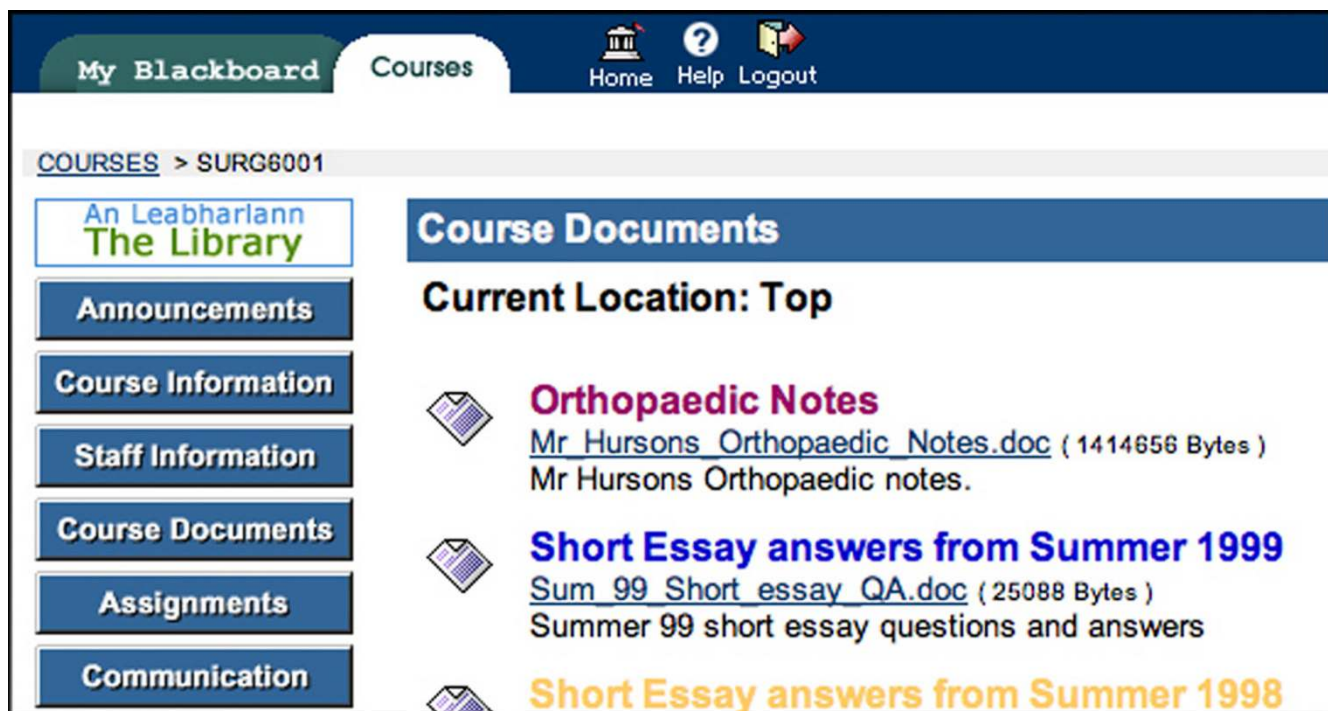 My Blackboard
Courses
Home
Help
Logout
COURSES > SURG6001
An Leabharlann
The Library
Announcements
Course Information
Staff Information
Course Documents
Assignments
Communication
Course Documents
Current Location: Top
Orthopaedic Notes
Mr_Hursons_Orthopaedic_Notes.doc ( 1414656 Bytes )
Mr Hursons Orthopaedic notes.
Short Essay answers from Summer 1999
Sum_99_Short_essay_QA.doc ( 25088 Bytes )
Summer 99 short essay questions and answers
Short Essay answers from Summer 1998